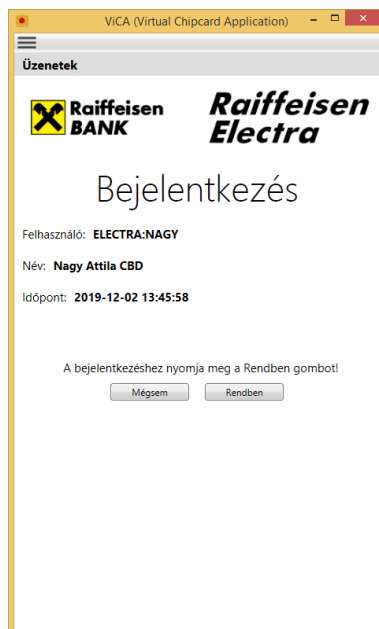 ViCA (Virtual Chipcard Application)
Üzenetek
Raiffeisen
BANK
Raiffeisen
Electra
Bejelentkezés
Felhasználó: ELECTRA:NAGY
Név: Nagy Attila CBD
Időpont: 2019-12-02 13:45:58
A bejelentkezéshez nyomja meg a Rendben gombot!
Mégsem Rendben